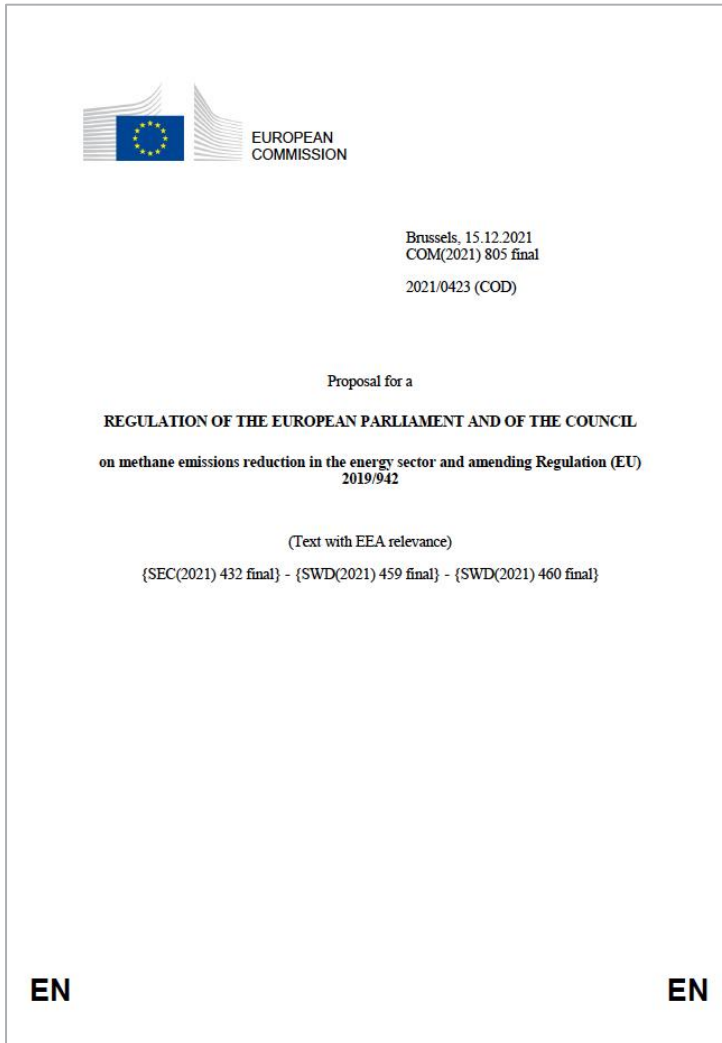 EUROPEAN
COMMISSION
Brussels, 15.12.2021
COM(2021) 805 final
2021/0423 (COD)
Proposal for a
REGULATION OF THE EUROPEAN PARLIAMENT AND OF THE COUNCIL
on methane emissions reduction in the energy sector and amending Regulation (EU)
2019/942
(Text with EEA relevance)
{SEC(2021) 432 final} - {SWD(2021) 459 final} - {SWD(2021) 460 final}
EN
EN